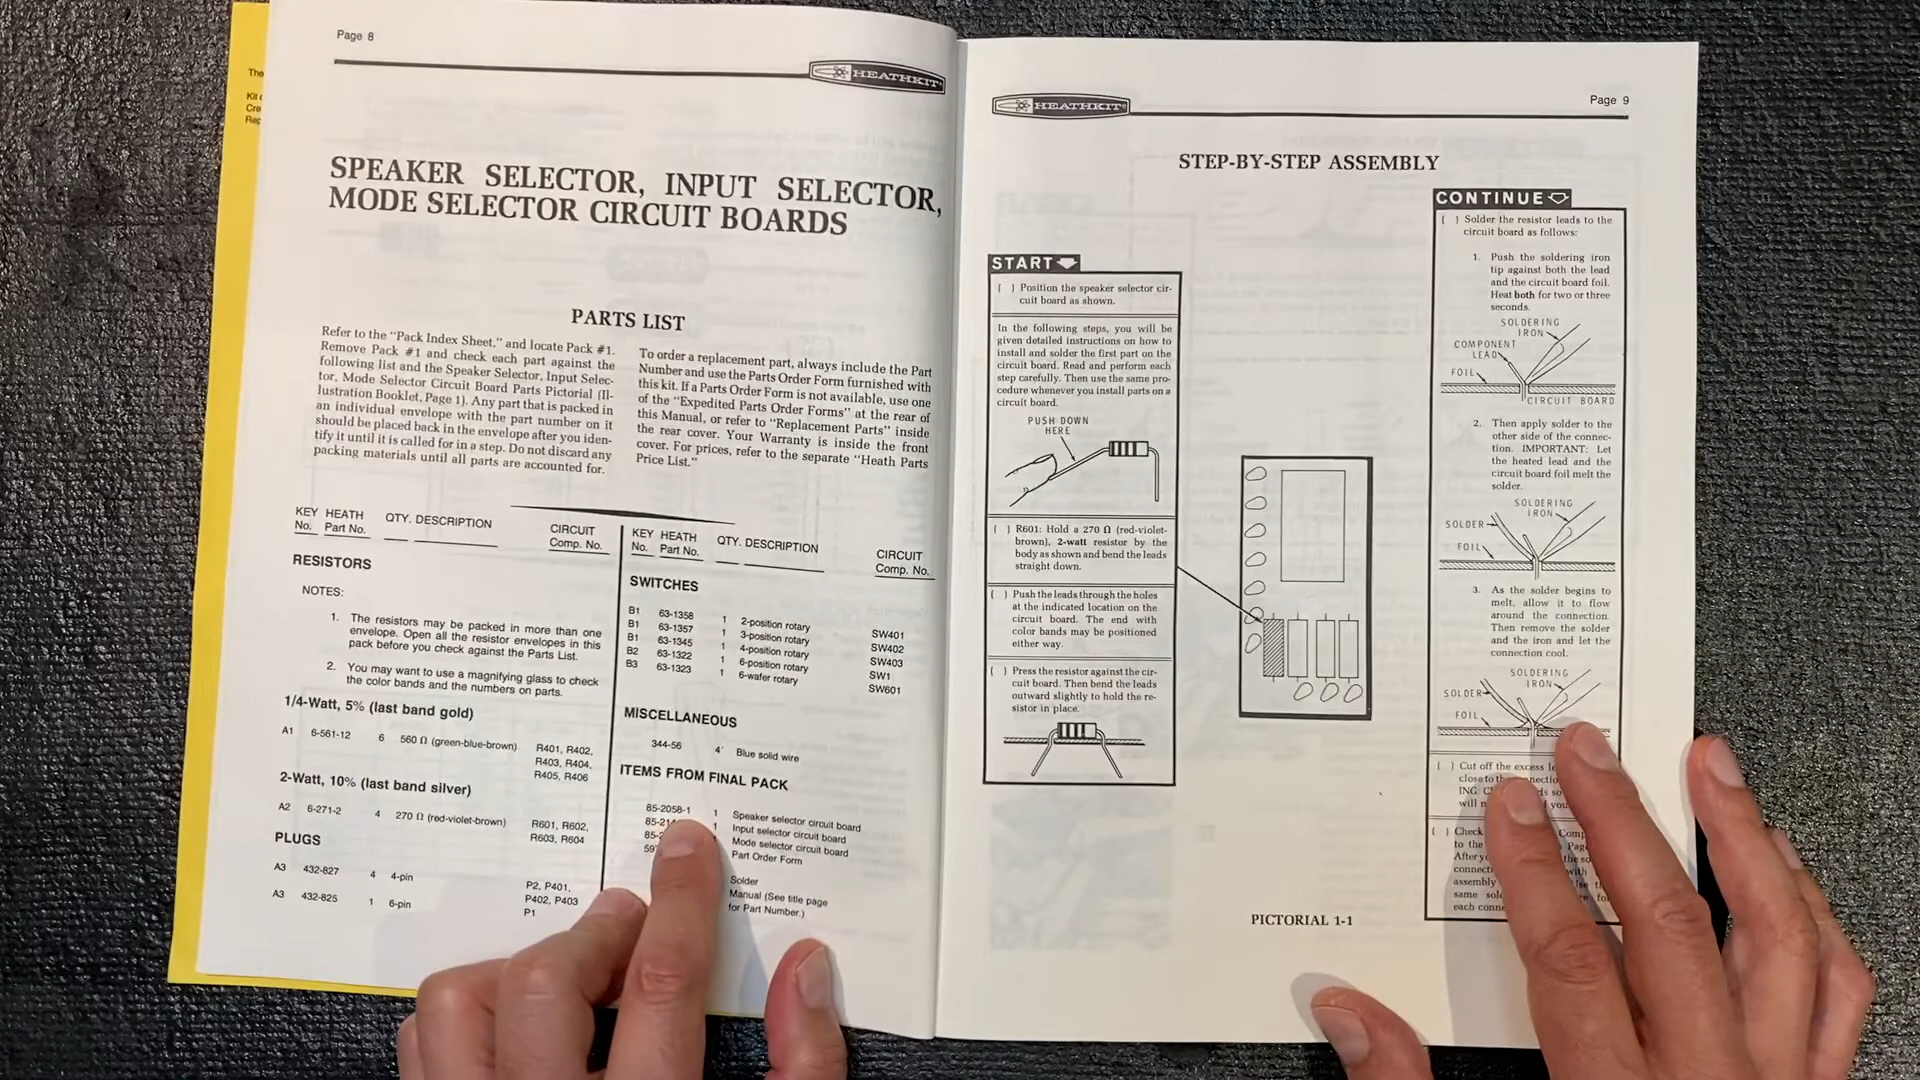 The
Kit
Cre
Rep
Page 8
HEATHKIT
SPEAKER SELECTOR, INPUT SELECTOR,
MODE SELECTOR CIRCUIT BOARDS
PARTS LIST
Refer to the "Pack Index Sheet," and locate Pack #1.
Remove Pack #1 and check each part against the
following list and the Speaker Selector, Input Selec-
tor, Mode Selector Circuit Board Parts Pictorial (Il-
lustration Booklet, Page 1). Any part that is packed in
an individual envelope with the part number on it
should be placed back in the envelope after you iden-
tify it until it is called for in a step. Do not discard any
packing materials until all parts are accounted for.
To order a replacement part, always include the Part
Number and use the Parts Order Form furnished with
this kit. If a Parts Order Form is not available, use one
of the "Expedited Parts Order Forms" at the rear of
this Manual, or refer to "Replacement Parts" inside
the rear cover. Your Warranty is inside the front
cover. For prices, refer to the separate "Heath Parts
Price List."
KEY HEATH QTY. DESCRIPTION CIRCUIT
No. Part No. Comp. No.
RESISTORS
NOTES:
1. The resistors may be packed in more than one
envelope. Open all the resistor envelopes in this
pack before you check against the Parts List.
2. You may want to use a magnifying glass to check
the color bands and the numbers on parts.
1/4-Watt, 5% (last band gold)
A1 6-561-12 6 560 Ω (green-blue-brown) R401, R402,
R403, R404,
R405, R406
2-Watt, 10% (last band silver)
A2 6-271-2 4 270 Ω (red-violet-brown) R601, R602,
R603, R604
PLUGS
A3 432-827 4 4-pin P2, P401,
P402, P403
A3 432-825 1 6-pin P1
KEY HEATH QTY. DESCRIPTION CIRCUIT
No. Part No. Comp. No.
SWITCHES
B1 63-1358 1 2-position rotary SW401
B1 63-1357 1 3-position rotary SW402
B1 63-1345 1 4-position rotary SW403
B2 63-1322 1 6-position rotary SW1
B3 63-1323 1 6-wafer rotary SW601
MISCELLANEOUS
344-56 4' Blue solid wire
ITEMS FROM FINAL PACK
85-2058-1 1 Speaker selector circuit board
85-21 1 Input selector circuit board
85-2 Mode selector circuit board
59 Part Order Form
Solder
Manual (See title page
for Part Number.)
HEATHKIT
Page 9
STEP-BY-STEP ASSEMBLY
START
( ) Position the speaker selector cir-
cuit board as shown.
In the following steps, you will be
given detailed instructions on how to
install and solder the first part on the
circuit board. Read and perform each
step carefully. Then use the same pro-
cedure whenever you install parts on a
circuit board.
PUSH DOWN
HERE
( ) R601: Hold a 270 Ω (red-violet-
brown), 2-watt resistor by the
body as shown and bend the leads
straight down.
( ) Push the leads through the holes
at the indicated location on the
circuit board. The end with
color bands may be positioned
either way.
( ) Press the resistor against the cir-
cuit board. Then bend the leads
outward slightly to hold the re-
sistor in place.
PICTORIAL 1-1
CONTINUE
( ) Solder the resistor leads to the
circuit board as follows:
1. Push the soldering iron
tip against both the lead
and the circuit board foil.
Heat both for two or three
seconds.
SOLDERING
IRON
COMPONENT
LEAD
FOIL
CIRCUIT BOARD
2. Then apply solder to the
other side of the connec-
tion. IMPORTANT: Let
the heated lead and the
circuit board foil melt the
solder.
SOLDERING
IRON
SOLDER
FOIL
3. As the solder begins to
melt, allow it to flow
around the connection.
Then remove the solder
and the iron and let the
connection cool.
SOLDERING
IRON
SOLDER
FOIL
( ) Cut off the excess
close to
ING:
will
( ) Check Comp
to the Page
After the so
connecti with
assembly
same sol
each conne